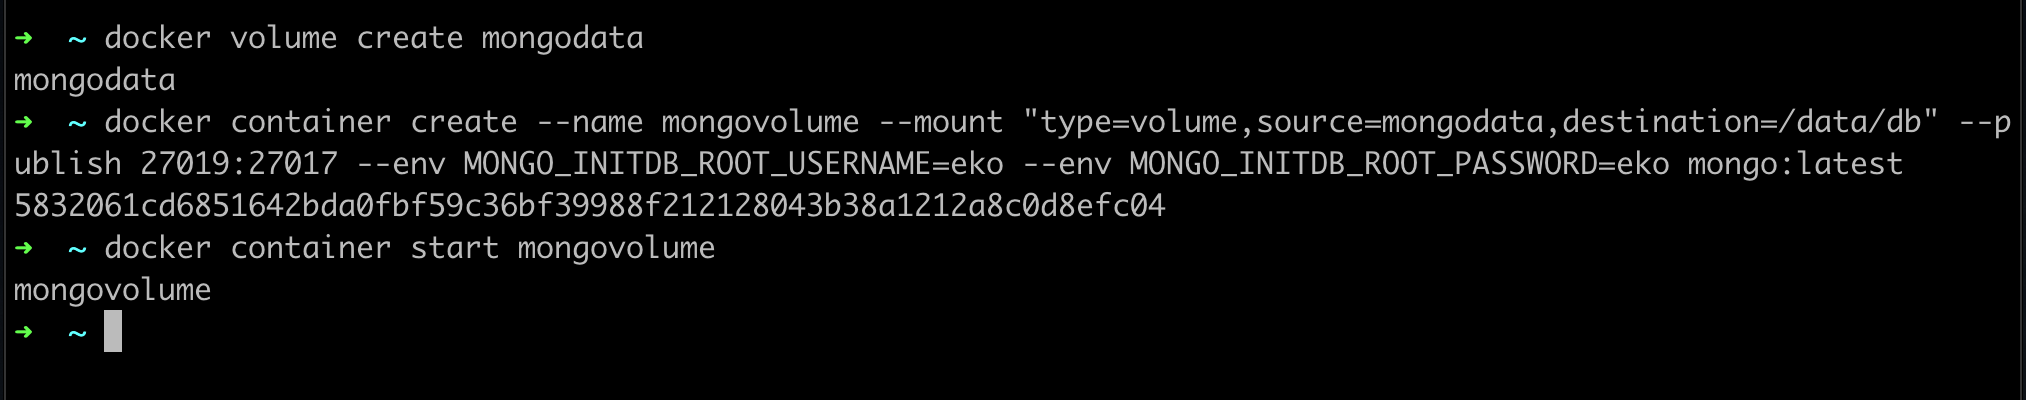 ➜  ~ docker volume create mongodata
mongodata
➜  ~ docker container create --name mongovolume --mount "type=volume,source=mongodata,destination=/data/db" --p
ublish 27019:27017 --env MONGO_INITDB_ROOT_USERNAME=eko --env MONGO_INITDB_ROOT_PASSWORD=eko mongo:latest
5832061cd6851642bda0fbf59c36bf39988f212128043b38a1212a8c0d8efc04
➜  ~ docker container start mongovolume
mongovolume
➜  ~